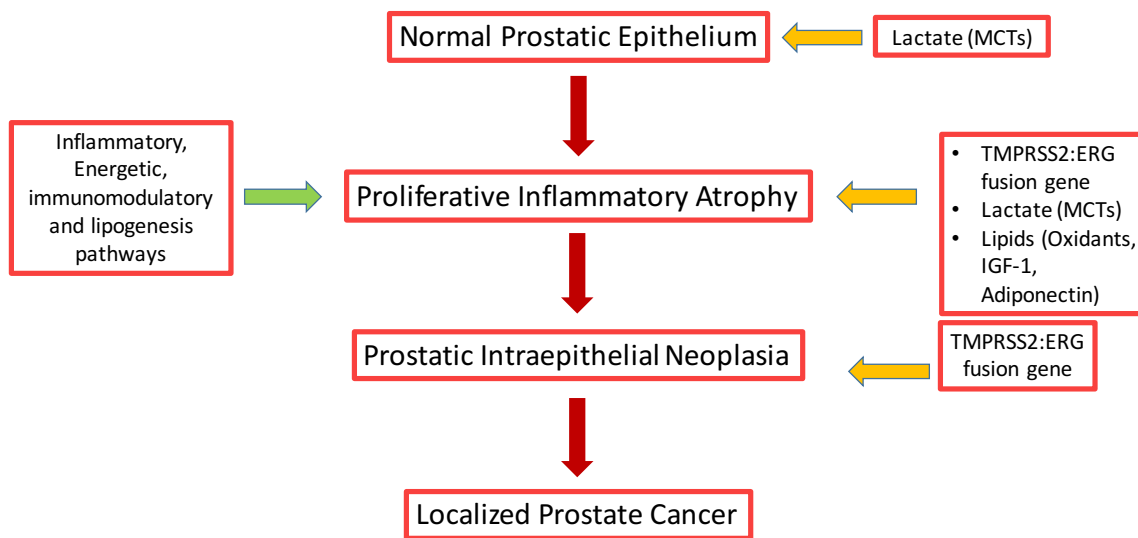 Normal Prostatic Epithelium
Lactate (MCTs)
Inflammatory,
Energetic,
immunomodulatory
and lipogenesis
pathways
Proliferative Inflammatory Atrophy
• TMPRSS2:ERG
fusion gene
• Lactate (MCTs)
• Lipids (Oxidants,
IGF-1,
Adiponectin)
Prostatic Intraepithelial Neoplasia
TMPRSS2:ERG
fusion gene
Localized Prostate Cancer